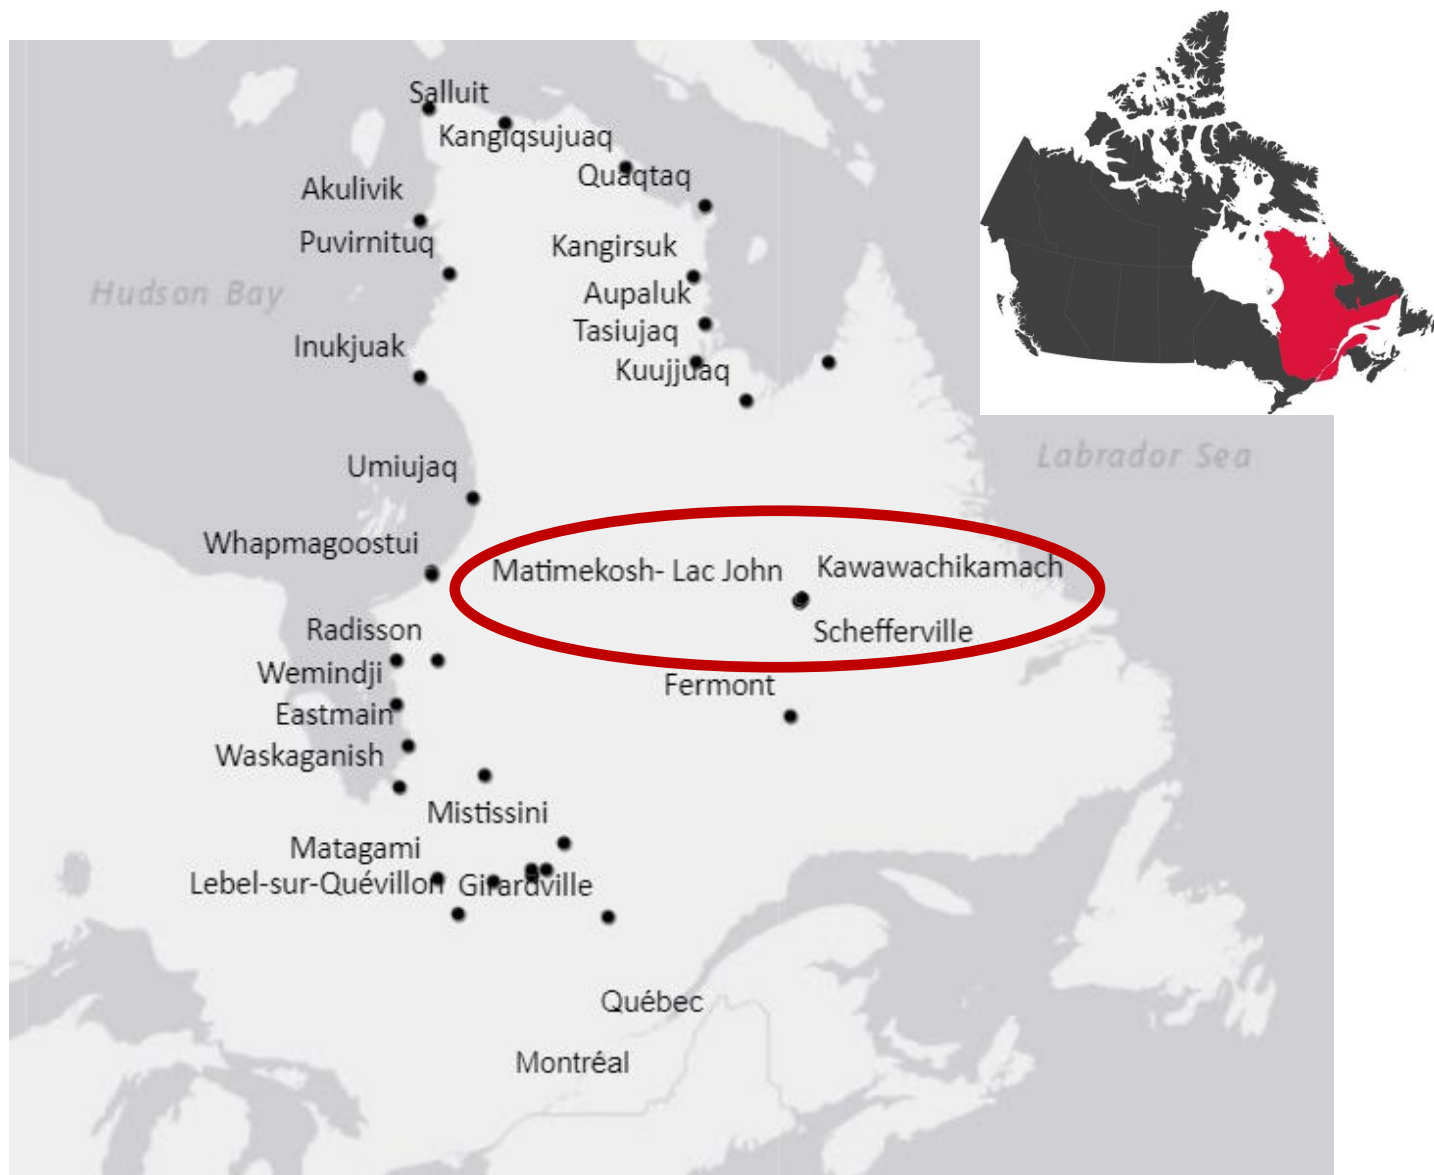 Salluit
Kangiqsujuaq
Quaqtaq
Akulivik
Puvirnituq
Kangirsuk
Hudson Bay
Aupaluk
Tasiujaq
Inukjuak
Kuujjuaq
Labrador Sea
Umiujaq
Whapmagoostui
Matimekosh- Lac John
Kawawachikamach
Radisson
Schefferville
Wemindji
Fermont
Eastmain
Waskaganish
Mistissini
Matagami
Lebel-sur-Quévillon
Girardville
Québec
Montréal